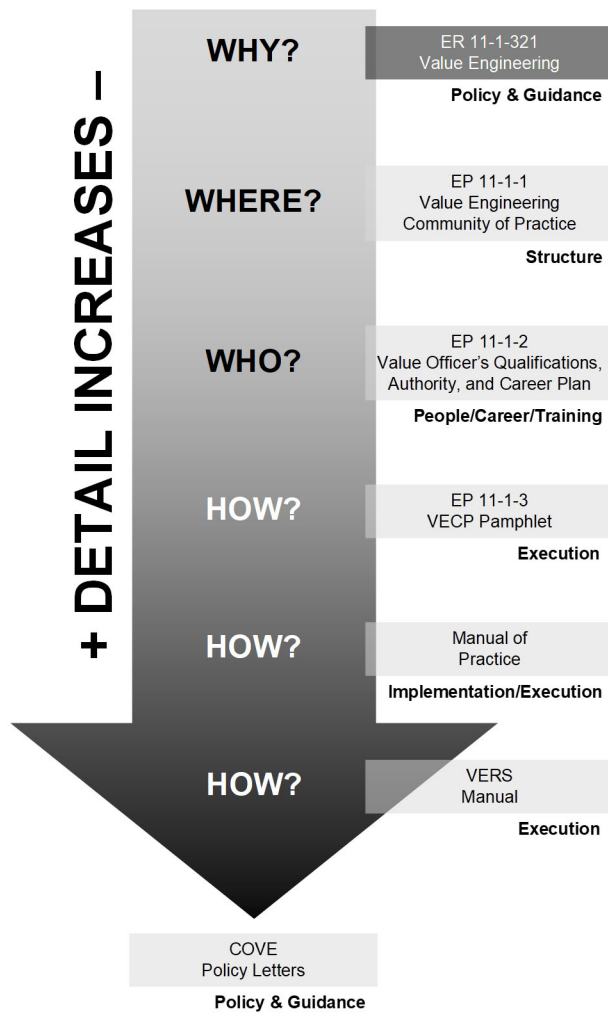 + DETAIL INCREASES –
WHY?
ER 11-1-321
Value Engineering
Policy & Guidance
WHERE?
EP 11-1-1
Value Engineering
Community of Practice
Structure
WHO?
EP 11-1-2
Value Officer’s Qualifications,
Authority, and Career Plan
People/Career/Training
HOW?
EP 11-1-3
VECP Pamphlet
Execution
HOW?
Manual of
Practice
Implementation/Execution
HOW?
VERS
Manual
Execution
COVE
Policy Letters
Policy & Guidance